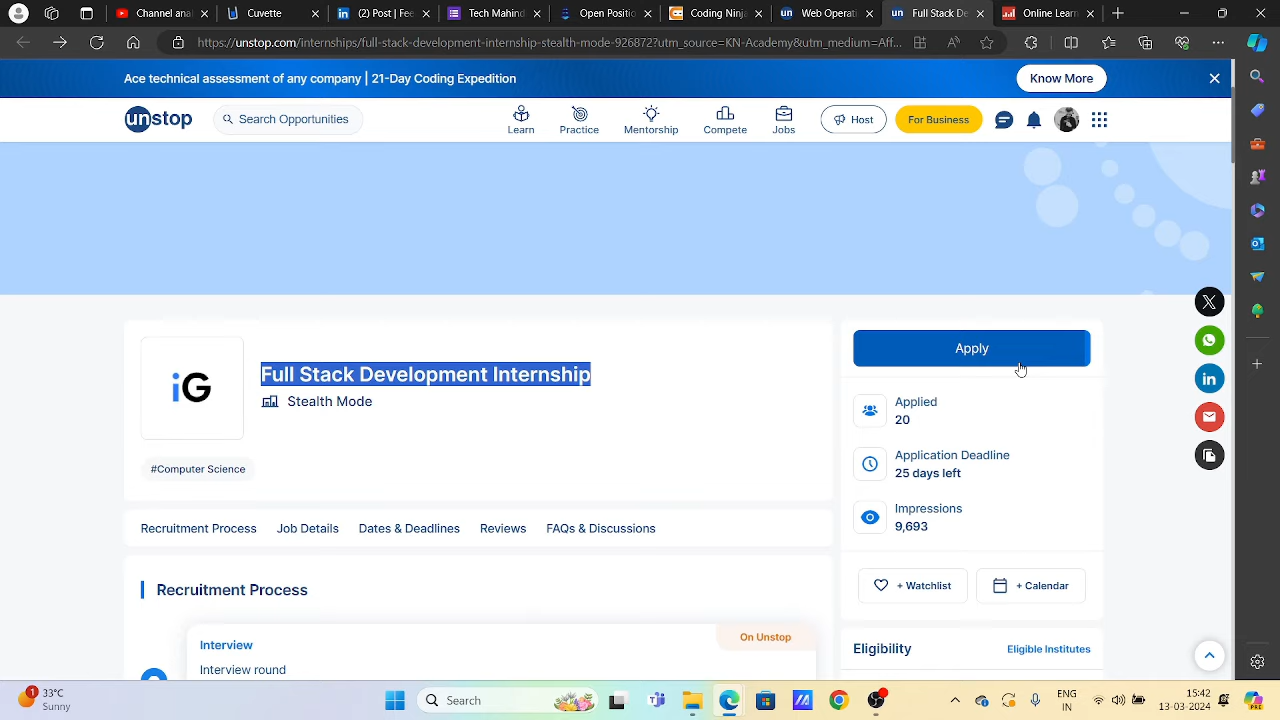 Channel an
Cuvette
(2) Post | Fe
Tech Mahind
Open Positio
Coding Ninja
Web Operati
Full Stack De
Online Learn
https://unstop.com/internships/full-stack-development-internship-stealth-mode-926872?utm_source=KN-Academy&utm_medium=Aff...
Ace technical assessment of any company | 21-Day Coding Expedition
Know More
unstop
Search Opportunities
Learn
Practice
Mentorship
Compete
Jobs
Host
For Business
iG
Full Stack Development Internship
Stealth Mode
#Computer Science
Apply
Applied
20
Application Deadline
25 days left
Impressions
9,693
+ Watchlist
+ Calendar
Recruitment Process
Job Details
Dates & Deadlines
Reviews
FAQs & Discussions
Recruitment Process
On Unstop
Interview
Interview round
Eligibility
Eligible Institutes
1
33°C
Sunny
Search
ENG
IN
15:42
13-03-2024
PRE